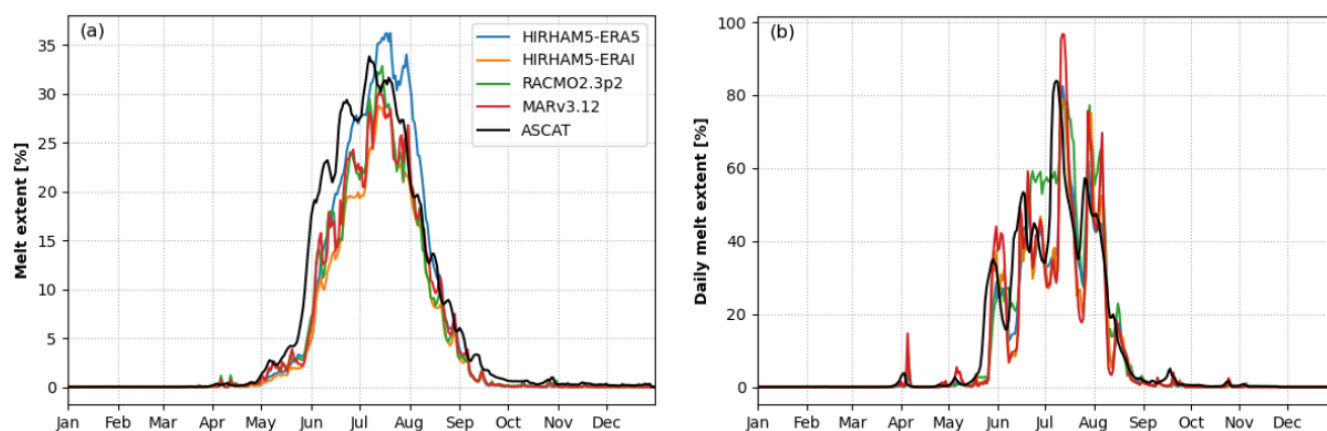 (a)
HIRHAM5-ERA5
HIRHAM5-ERAI
RACMO2.3p2
MARv3.12
ASCAT
Melt extent [%]
35
30
25
20
15
10
5
0
Jan Feb Mar Apr May Jun Jul Aug Sep Oct Nov Dec
(b)
Daily melt extent [%]
100
80
60
40
20
0
Jan Feb Mar Apr May Jun Jul Aug Sep Oct Nov Dec